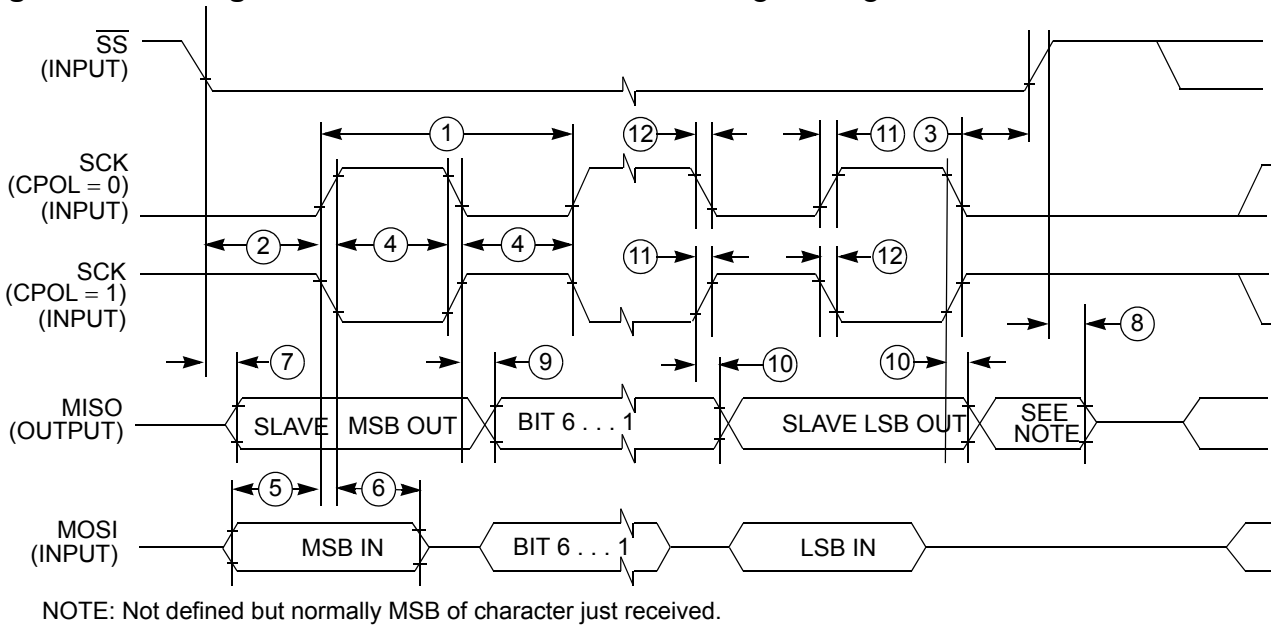 SS
(INPUT)
1
12
11
3
SCK
(CPOL = 0)
(INPUT)
2
4
4
11
12
SCK
(CPOL = 1)
(INPUT)
8
7
9
10
10
MISO
(OUTPUT)
SLAVE MSB OUT
BIT 6 . . . 1
SLAVE LSB OUT
SEE
NOTE
5
6
MOSI
(INPUT)
MSB IN
BIT 6 . . . 1
LSB IN
NOTE: Not defined but normally MSB of character just received.